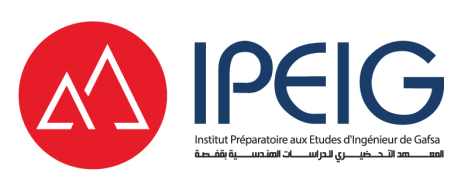 IPEIG
Institut Préparatoire aux Etudes d'Ingénieur de Gafsa
المعهد التحضيري للدراسات الهندسية بقفصة